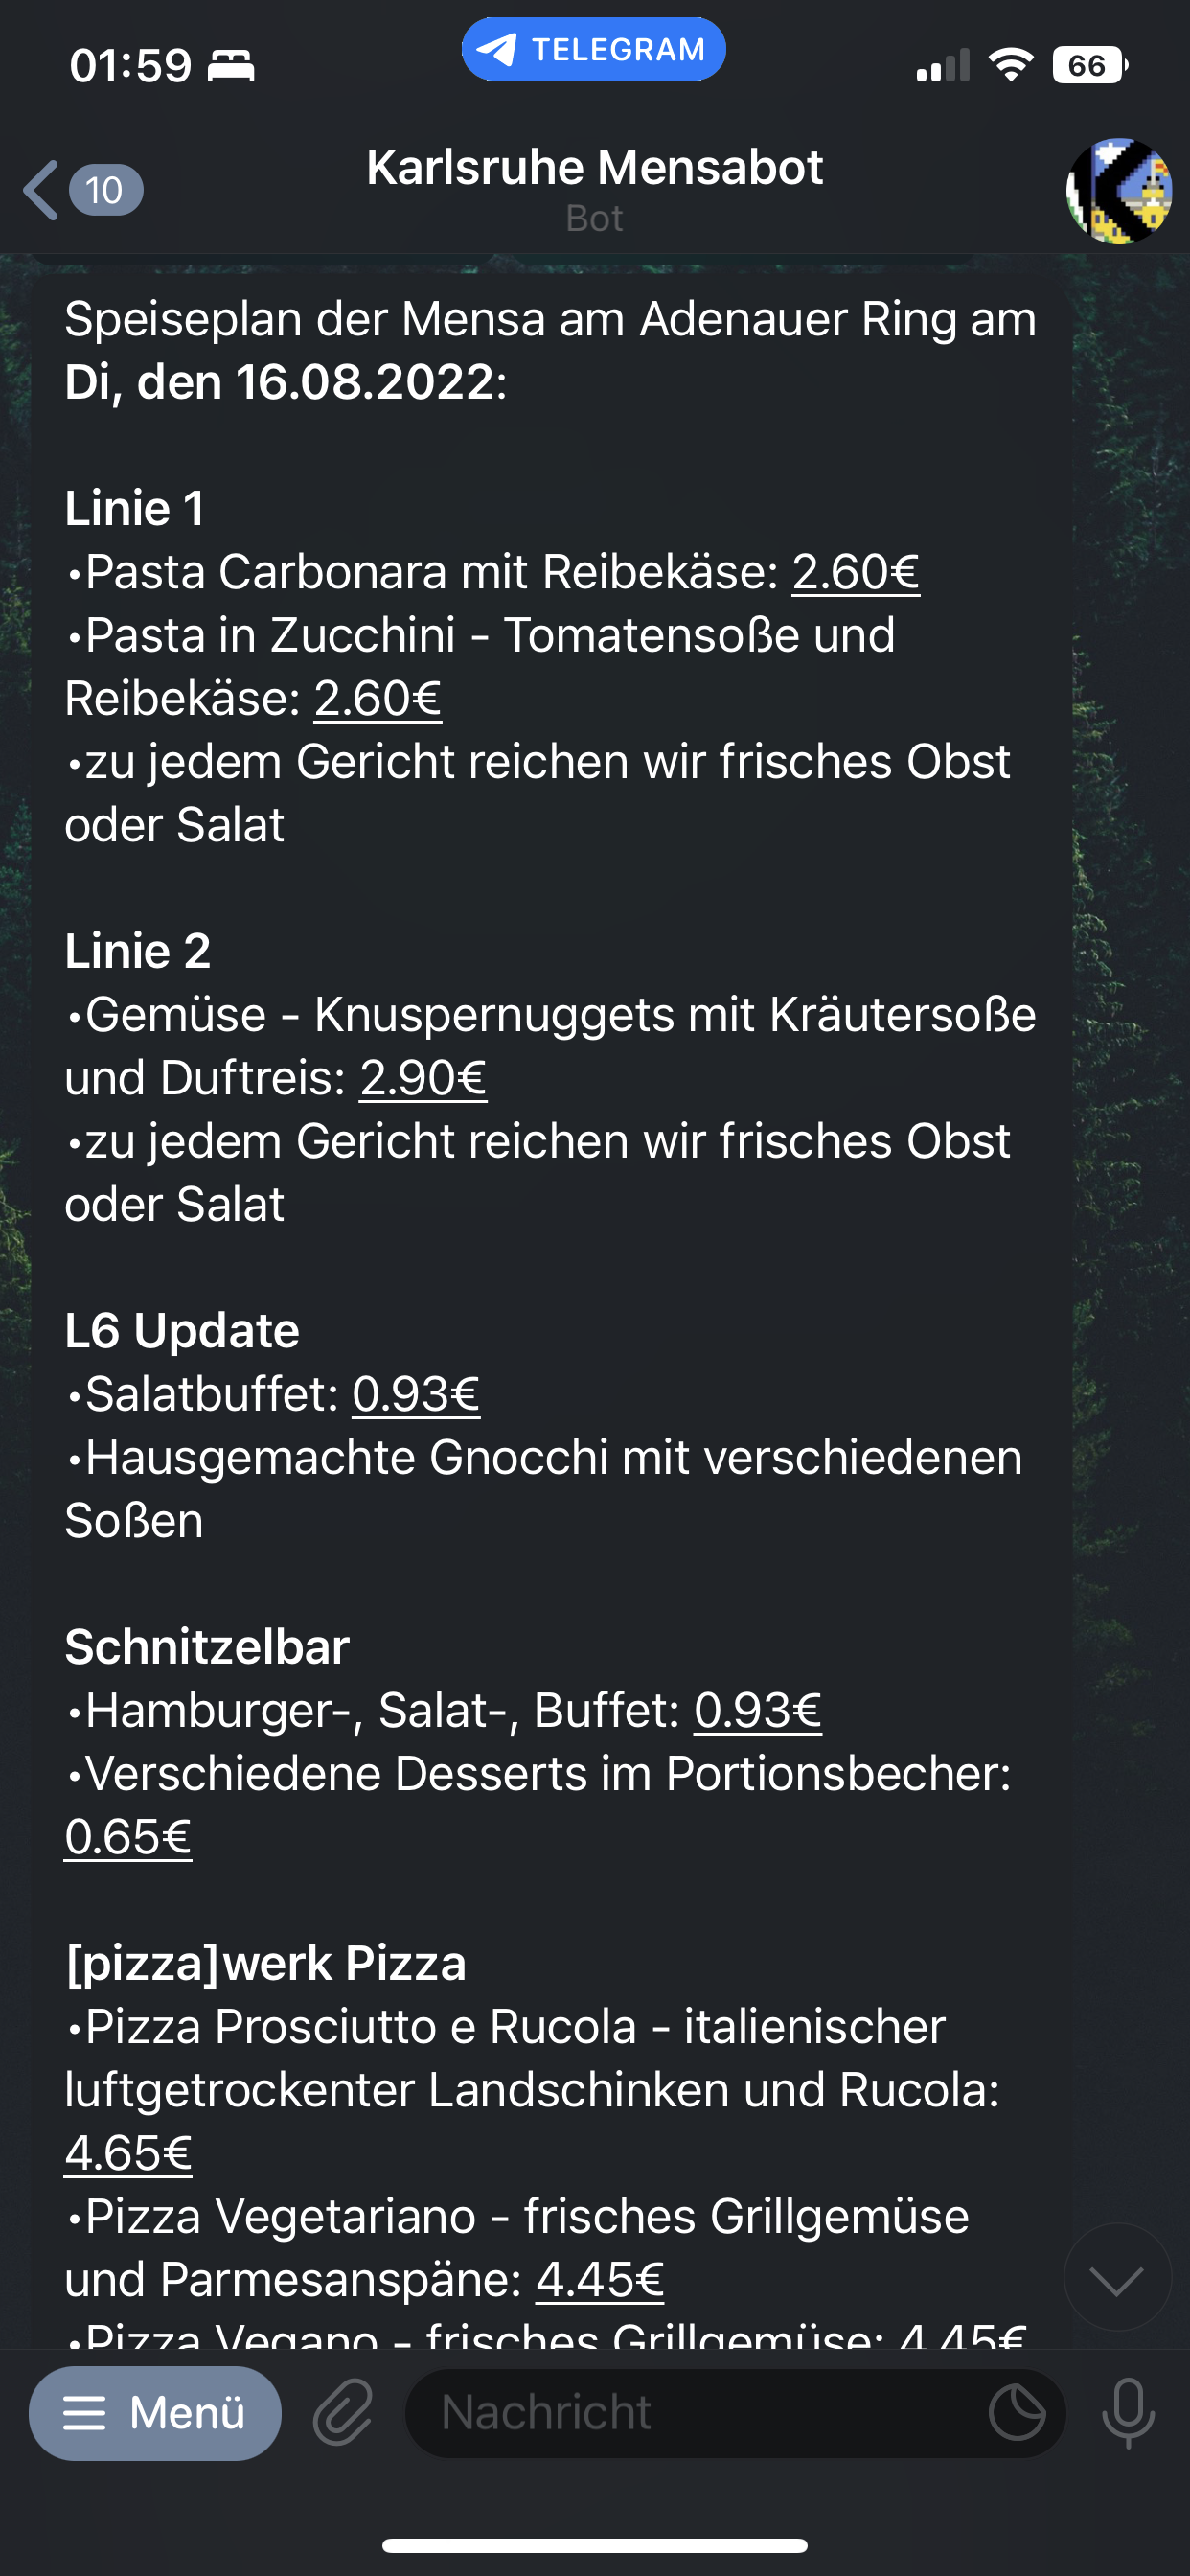 01:59
TELEGRAM
66
10
Karlsruhe Mensabot
Bot
Speiseplan der Mensa am Adenauer Ring am
Di, den 16.08.2022:
Linie 1
•Pasta Carbonara mit Reibekäse: 2.60€
•Pasta in Zucchini - Tomatensoße und
Reibekäse: 2.60€
•zu jedem Gericht reichen wir frisches Obst
oder Salat
Linie 2
•Gemüse - Knuspernuggets mit Kräutersoße
und Duftreis: 2.90€
•zu jedem Gericht reichen wir frisches Obst
oder Salat
L6 Update
•Salatbuffet: 0.93€
•Hausgemachte Gnocchi mit verschiedenen
Soßen
Schnitzelbar
•Hamburger-, Salat-, Buffet: 0.93€
•Verschiedene Desserts im Portionsbecher:
0.65€
[pizza]werk Pizza
•Pizza Prosciutto e Rucola - italienischer
luftgetrockenter Landschinken und Rucola:
4.65€
•Pizza Vegetariano - frisches Grillgemüse
und Parmesanspäne: 4.45€
•Pizza Vegano - frisches Grillgemüse: 4.45€
Menü
Nachricht